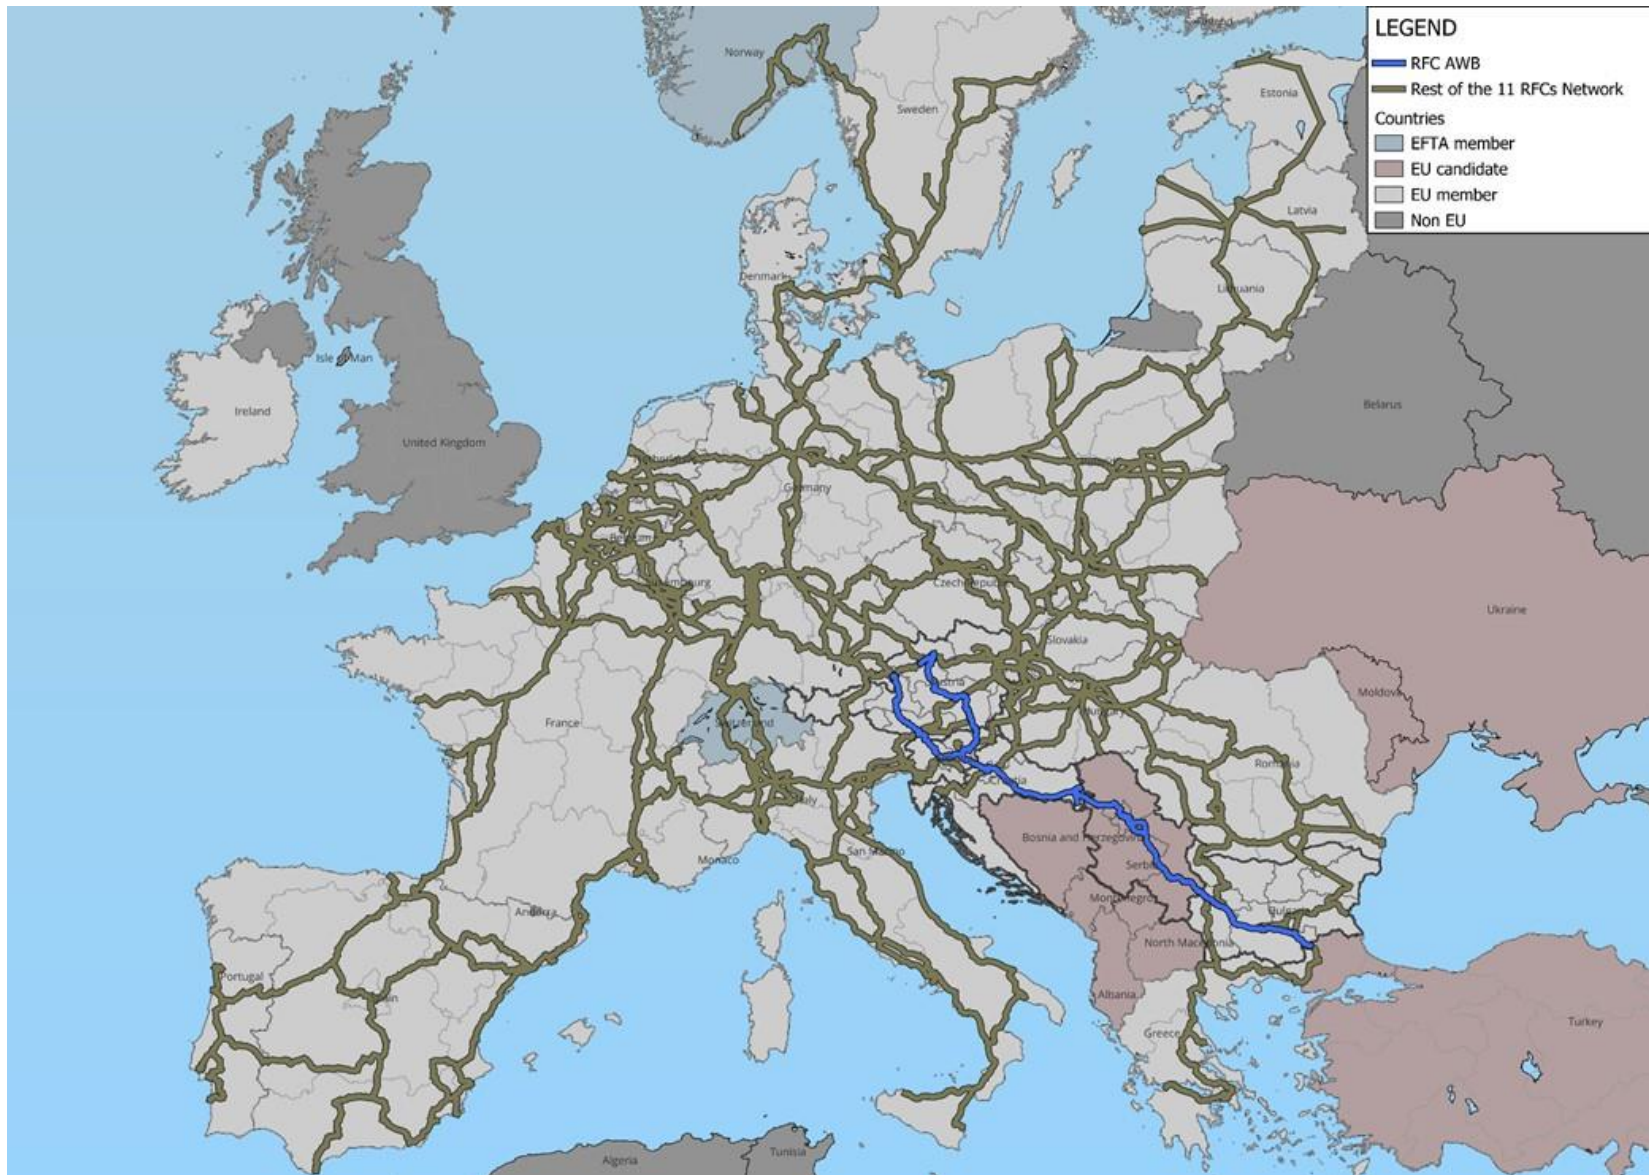 LEGEND
RFC AWB
Rest of the 11 RFCs Network
Countries
EFTA member
EU candidate
EU member
Non EU
Norway
Sweden
Estonia
Latvia
Denmark
Lithuania
Isle of Man
Ireland
United Kingdom
Belarus
Germany
Belgium
Czech Republic
Ukraine
Slovakia
Austria
Moldova
France
Switzerland
Hungary
Romania
Croatia
Italy
Bosnia and Herzegovina
San Marino
Monaco
Serbia
Montenegro
Andorra
Bulgaria
North Macedonia
Portugal
Albania
Turkey
Greece
Algeria
Tunisia